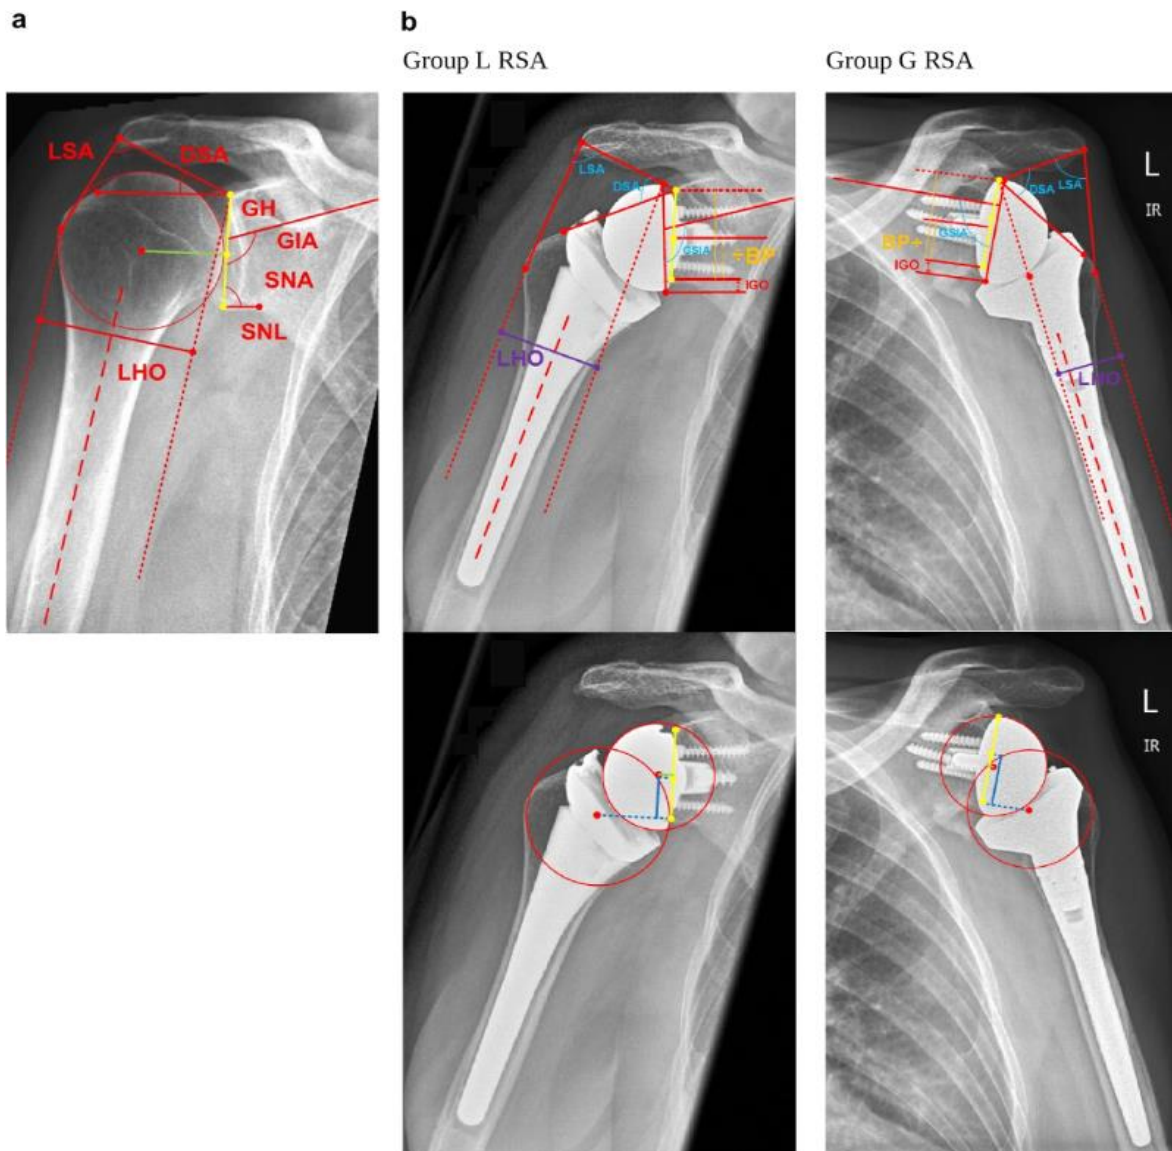 a
b
Group L RSA
Group G RSA
LSA
DSA
GH
GIA
SNA
SNL
LHO
LSA
DSA
GSIA
÷BP
IGO
LHO
L
IR
DSA
LSA
GSIA
BP÷
IGO
LHO
L
IR